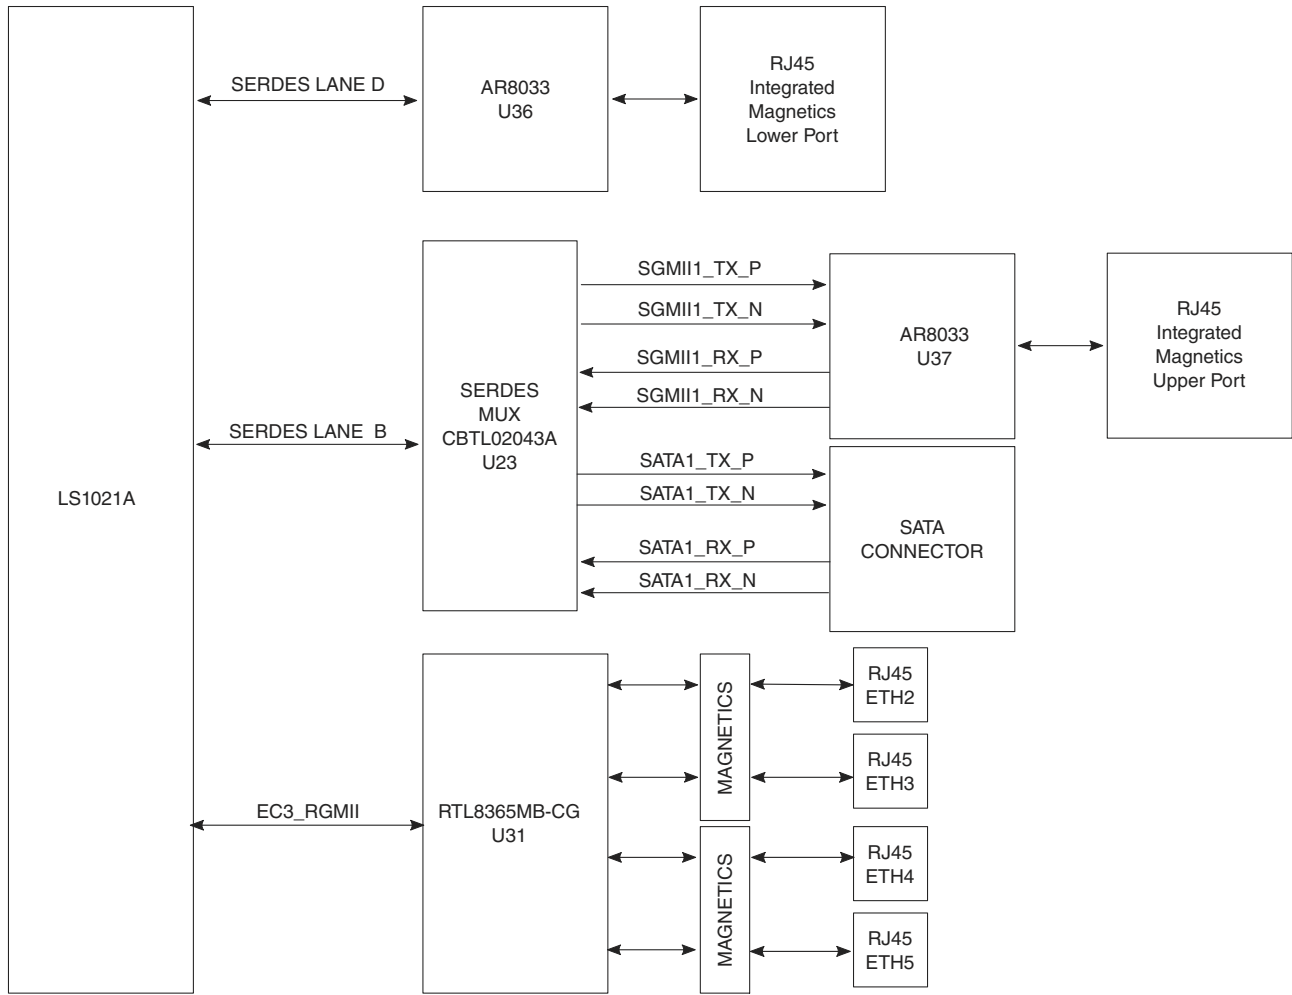 LS1021A
SERDES LANE D
AR8033
U36
RJ45
Integrated
Magnetics
Lower Port
SERDES LANE  B
SERDES
MUX
CBTL02043A
U23
SGMII1_TX_P
SGMII1_TX_N
SGMII1_RX_P
SGMII1_RX_N
AR8033
U37
RJ45
Integrated
Magnetics
Upper Port
SATA1_TX_P
SATA1_TX_N
SATA1_RX_P
SATA1_RX_N
SATA
CONNECTOR
EC3_RGMII
RTL8365MB-CG
U31
MAGNETICS
RJ45
ETH2
RJ45
ETH3
MAGNETICS
RJ45
ETH4
RJ45
ETH5